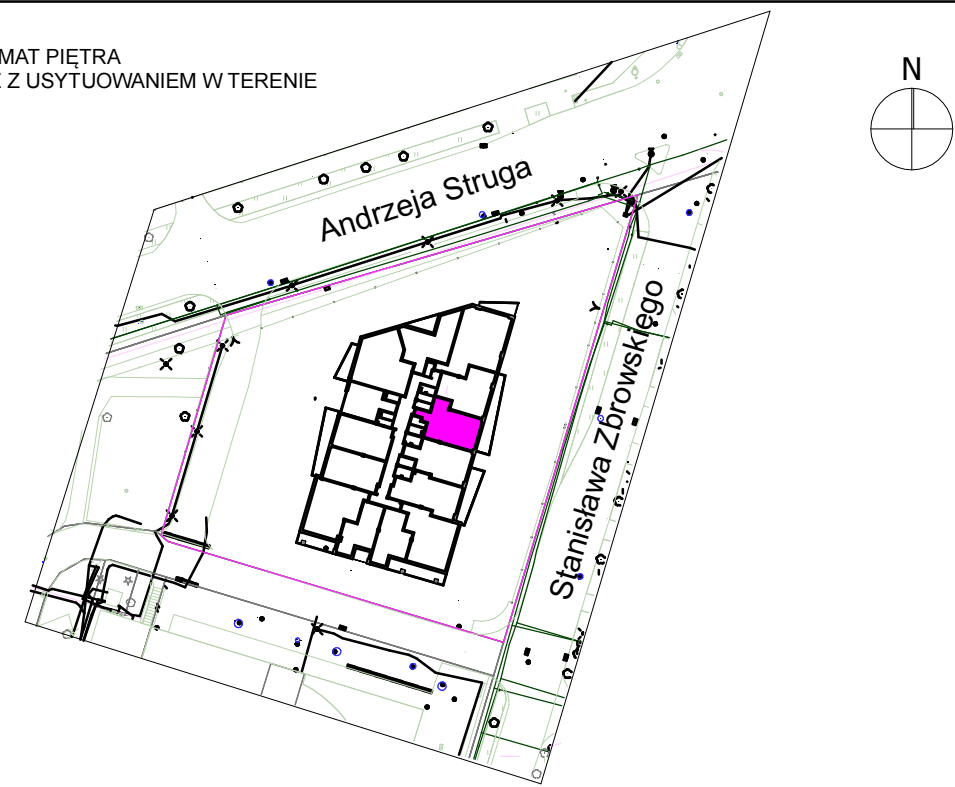 MAT PIĘTRA
Z USYTUOWANIEM W TERENIE
N
Andrzeja Struga
Stanisława Zbrowskiego